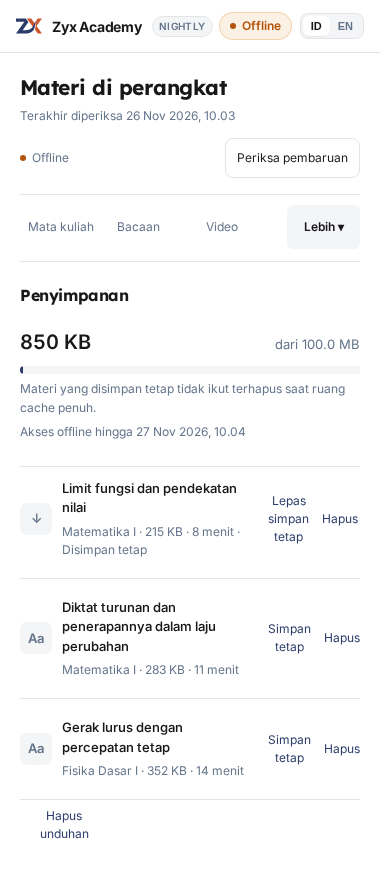 ZX Zyx Academy NIGHTLY Offline ID EN
Materi di perangkat
Terakhir diperiksa 26 Nov 2026, 10.03
Offline Periksa pembaruan
Mata kuliah Bacaan Video Lebih ▾
Penyimpanan
850 KB dari 100.0 MB
Materi yang disimpan tetap tidak ikut terhapus saat ruang
cache penuh.
Akses offline hingga 27 Nov 2026, 10.04
↓
Limit fungsi dan pendekatan
nilai
Matematika I · 215 KB · 8 menit ·
Disimpan tetap
Lepas
simpan
tetap
Hapus
Aa
Diktat turunan dan
penerapannya dalam laju
perubahan
Matematika I · 283 KB · 11 menit
Simpan
tetap
Hapus
Aa
Gerak lurus dengan
percepatan tetap
Fisika Dasar I · 352 KB · 14 menit
Simpan
tetap
Hapus
Hapus
unduhan